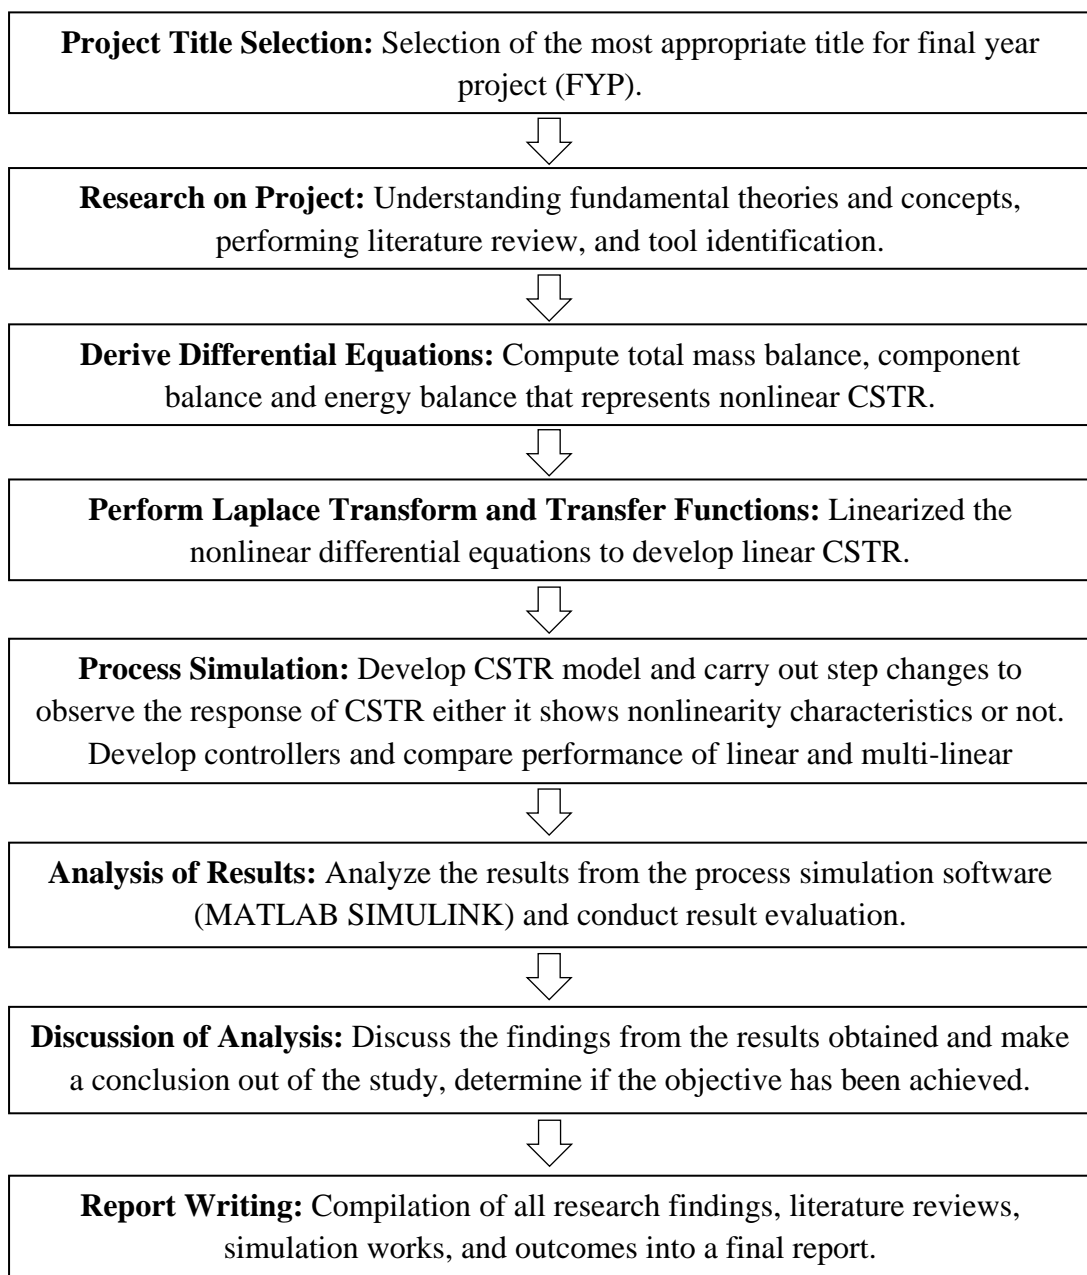 Project Title Selection: Selection of the most appropriate title for final year
project (FYP).
Research on Project: Understanding fundamental theories and concepts,
performing literature review, and tool identification.
Derive Differential Equations: Compute total mass balance, component
balance and energy balance that represents nonlinear CSTR.
Perform Laplace Transform and Transfer Functions: Linearized the
nonlinear differential equations to develop linear CSTR.
Process Simulation: Develop CSTR model and carry out step changes to
observe the response of CSTR either it shows nonlinearity characteristics or not.
Develop controllers and compare performance of linear and multi-linear
Analysis of Results: Analyze the results from the process simulation software
(MATLAB SIMULINK) and conduct result evaluation.
Discussion of Analysis: Discuss the findings from the results obtained and make
a conclusion out of the study, determine if the objective has been achieved.
Report Writing: Compilation of all research findings, literature reviews,
simulation works, and outcomes into a final report.